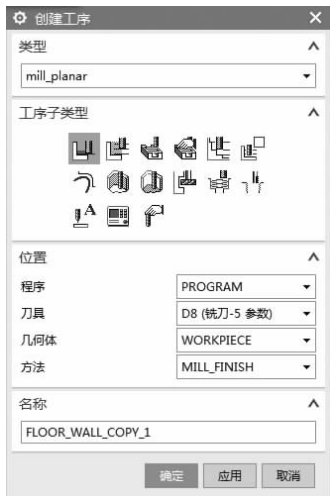 创建工序
类型
mill_planar
工序子类型
A
位置
程序 PROGRAM
刀具 D8 (铣刀-5 参数)
几何体 WORKPIECE
方法 MILL_FINISH
名称
FLOOR_WALL_COPY_1
确定 应用 取消